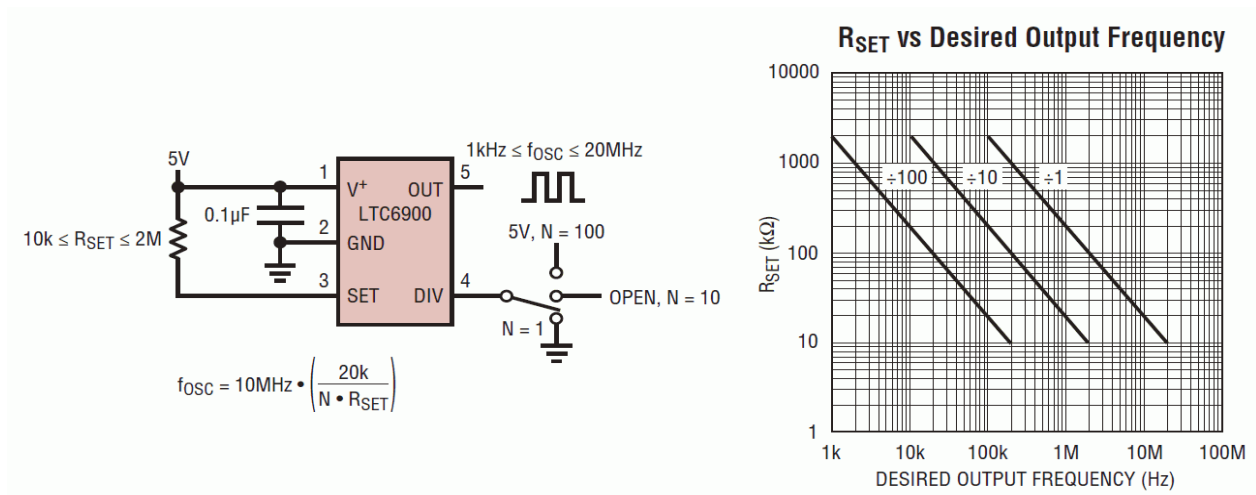 5V
0.1µF
10k ≤ RSET ≤ 2M
1
2
3
V+
OUT
LTC6900
GND
SET
DIV
5
4
1kHz ≤ fOSC ≤ 20MHz
5V, N = 100
OPEN, N = 10
N = 1
fOSC = 10MHz • (20k / N • RSET)
RSET vs Desired Output Frequency
10000
1000
100
10
1
RSET (kΩ)
÷100
÷10
÷1
1k 10k 100k 1M 10M 100M
DESIRED OUTPUT FREQUENCY (Hz)